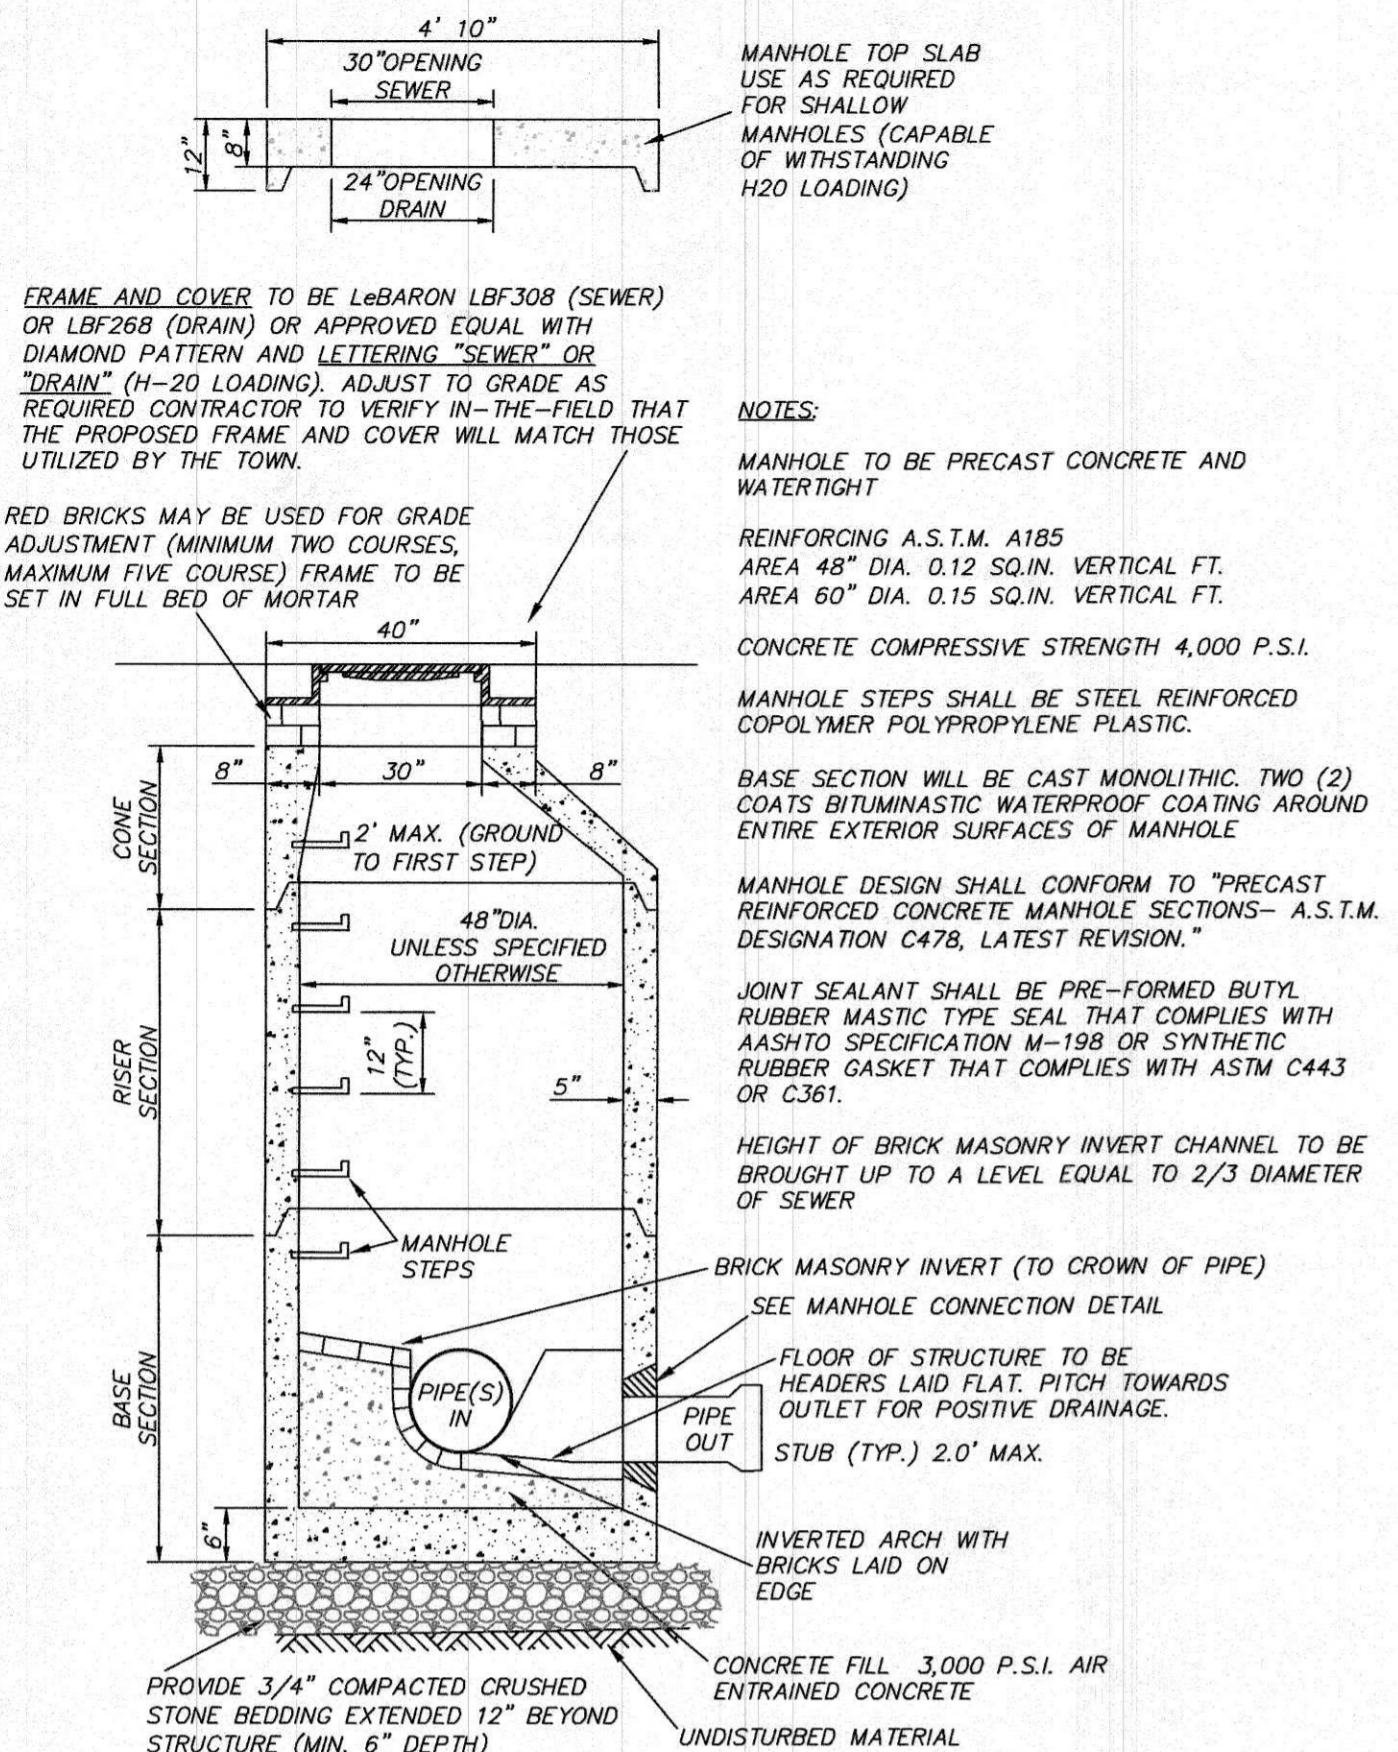 4' 10"
30"OPENING
SEWER
12"
8"
24"OPENING
DRAIN
MANHOLE TOP SLAB
USE AS REQUIRED
FOR SHALLOW
MANHOLES (CAPABLE
OF WITHSTANDING
H20 LOADING)
FRAME AND COVER TO BE LeBARON LBF308 (SEWER)
OR LBF268 (DRAIN) OR APPROVED EQUAL WITH
DIAMOND PATTERN AND LETTERING "SEWER" OR
"DRAIN" (H-20 LOADING). ADJUST TO GRADE AS
REQUIRED CONTRACTOR TO VERIFY IN-THE-FIELD THAT
THE PROPOSED FRAME AND COVER WILL MATCH THOSE
UTILIZED BY THE TOWN.
RED BRICKS MAY BE USED FOR GRADE
ADJUSTMENT (MINIMUM TWO COURSES,
MAXIMUM FIVE COURSE) FRAME TO BE
SET IN FULL BED OF MORTAR
40"
8"
30"
8"
CONE
SECTION
2' MAX. (GROUND
TO FIRST STEP)
48"DIA.
UNLESS SPECIFIED
OTHERWISE
RISER
SECTION
12"
(TYP.)
5"
MANHOLE
STEPS
BASE
SECTION
PIPE(S)
IN
PIPE
OUT
6"
NOTES:
MANHOLE TO BE PRECAST CONCRETE AND
WATERTIGHT
REINFORCING A.S.T.M. A185
AREA 48" DIA. 0.12 SQ.IN. VERTICAL FT.
AREA 60" DIA. 0.15 SQ.IN. VERTICAL FT.
CONCRETE COMPRESSIVE STRENGTH 4,000 P.S.I.
MANHOLE STEPS SHALL BE STEEL REINFORCED
COPOLYMER POLYPROPYLENE PLASTIC.
BASE SECTION WILL BE CAST MONOLITHIC. TWO (2)
COATS BITUMINASTIC WATERPROOF COATING AROUND
ENTIRE EXTERIOR SURFACES OF MANHOLE
MANHOLE DESIGN SHALL CONFORM TO "PRECAST
REINFORCED CONCRETE MANHOLE SECTIONS- A.S.T.M.
DESIGNATION C478, LATEST REVISION."
JOINT SEALANT SHALL BE PRE-FORMED BUTYL
RUBBER MASTIC TYPE SEAL THAT COMPLIES WITH
AASHTO SPECIFICATION M-198 OR SYNTHETIC
RUBBER GASKET THAT COMPLIES WITH ASTM C443
OR C361.
HEIGHT OF BRICK MASONRY INVERT CHANNEL TO BE
BROUGHT UP TO A LEVEL EQUAL TO 2/3 DIAMETER
OF SEWER
BRICK MASONRY INVERT (TO CROWN OF PIPE)
SEE MANHOLE CONNECTION DETAIL
FLOOR OF STRUCTURE TO BE
HEADERS LAID FLAT. PITCH TOWARDS
OUTLET FOR POSITIVE DRAINAGE.
STUB (TYP.) 2.0' MAX.
INVERTED ARCH WITH
BRICKS LAID ON
EDGE
CONCRETE FILL 3,000 P.S.I. AIR
ENTRAINED CONCRETE
UNDISTURBED MATERIAL
PROVIDE 3/4" COMPACTED CRUSHED
STONE BEDDING EXTENDED 12" BEYOND
STRUCTURE (MIN. 6" DEPTH)